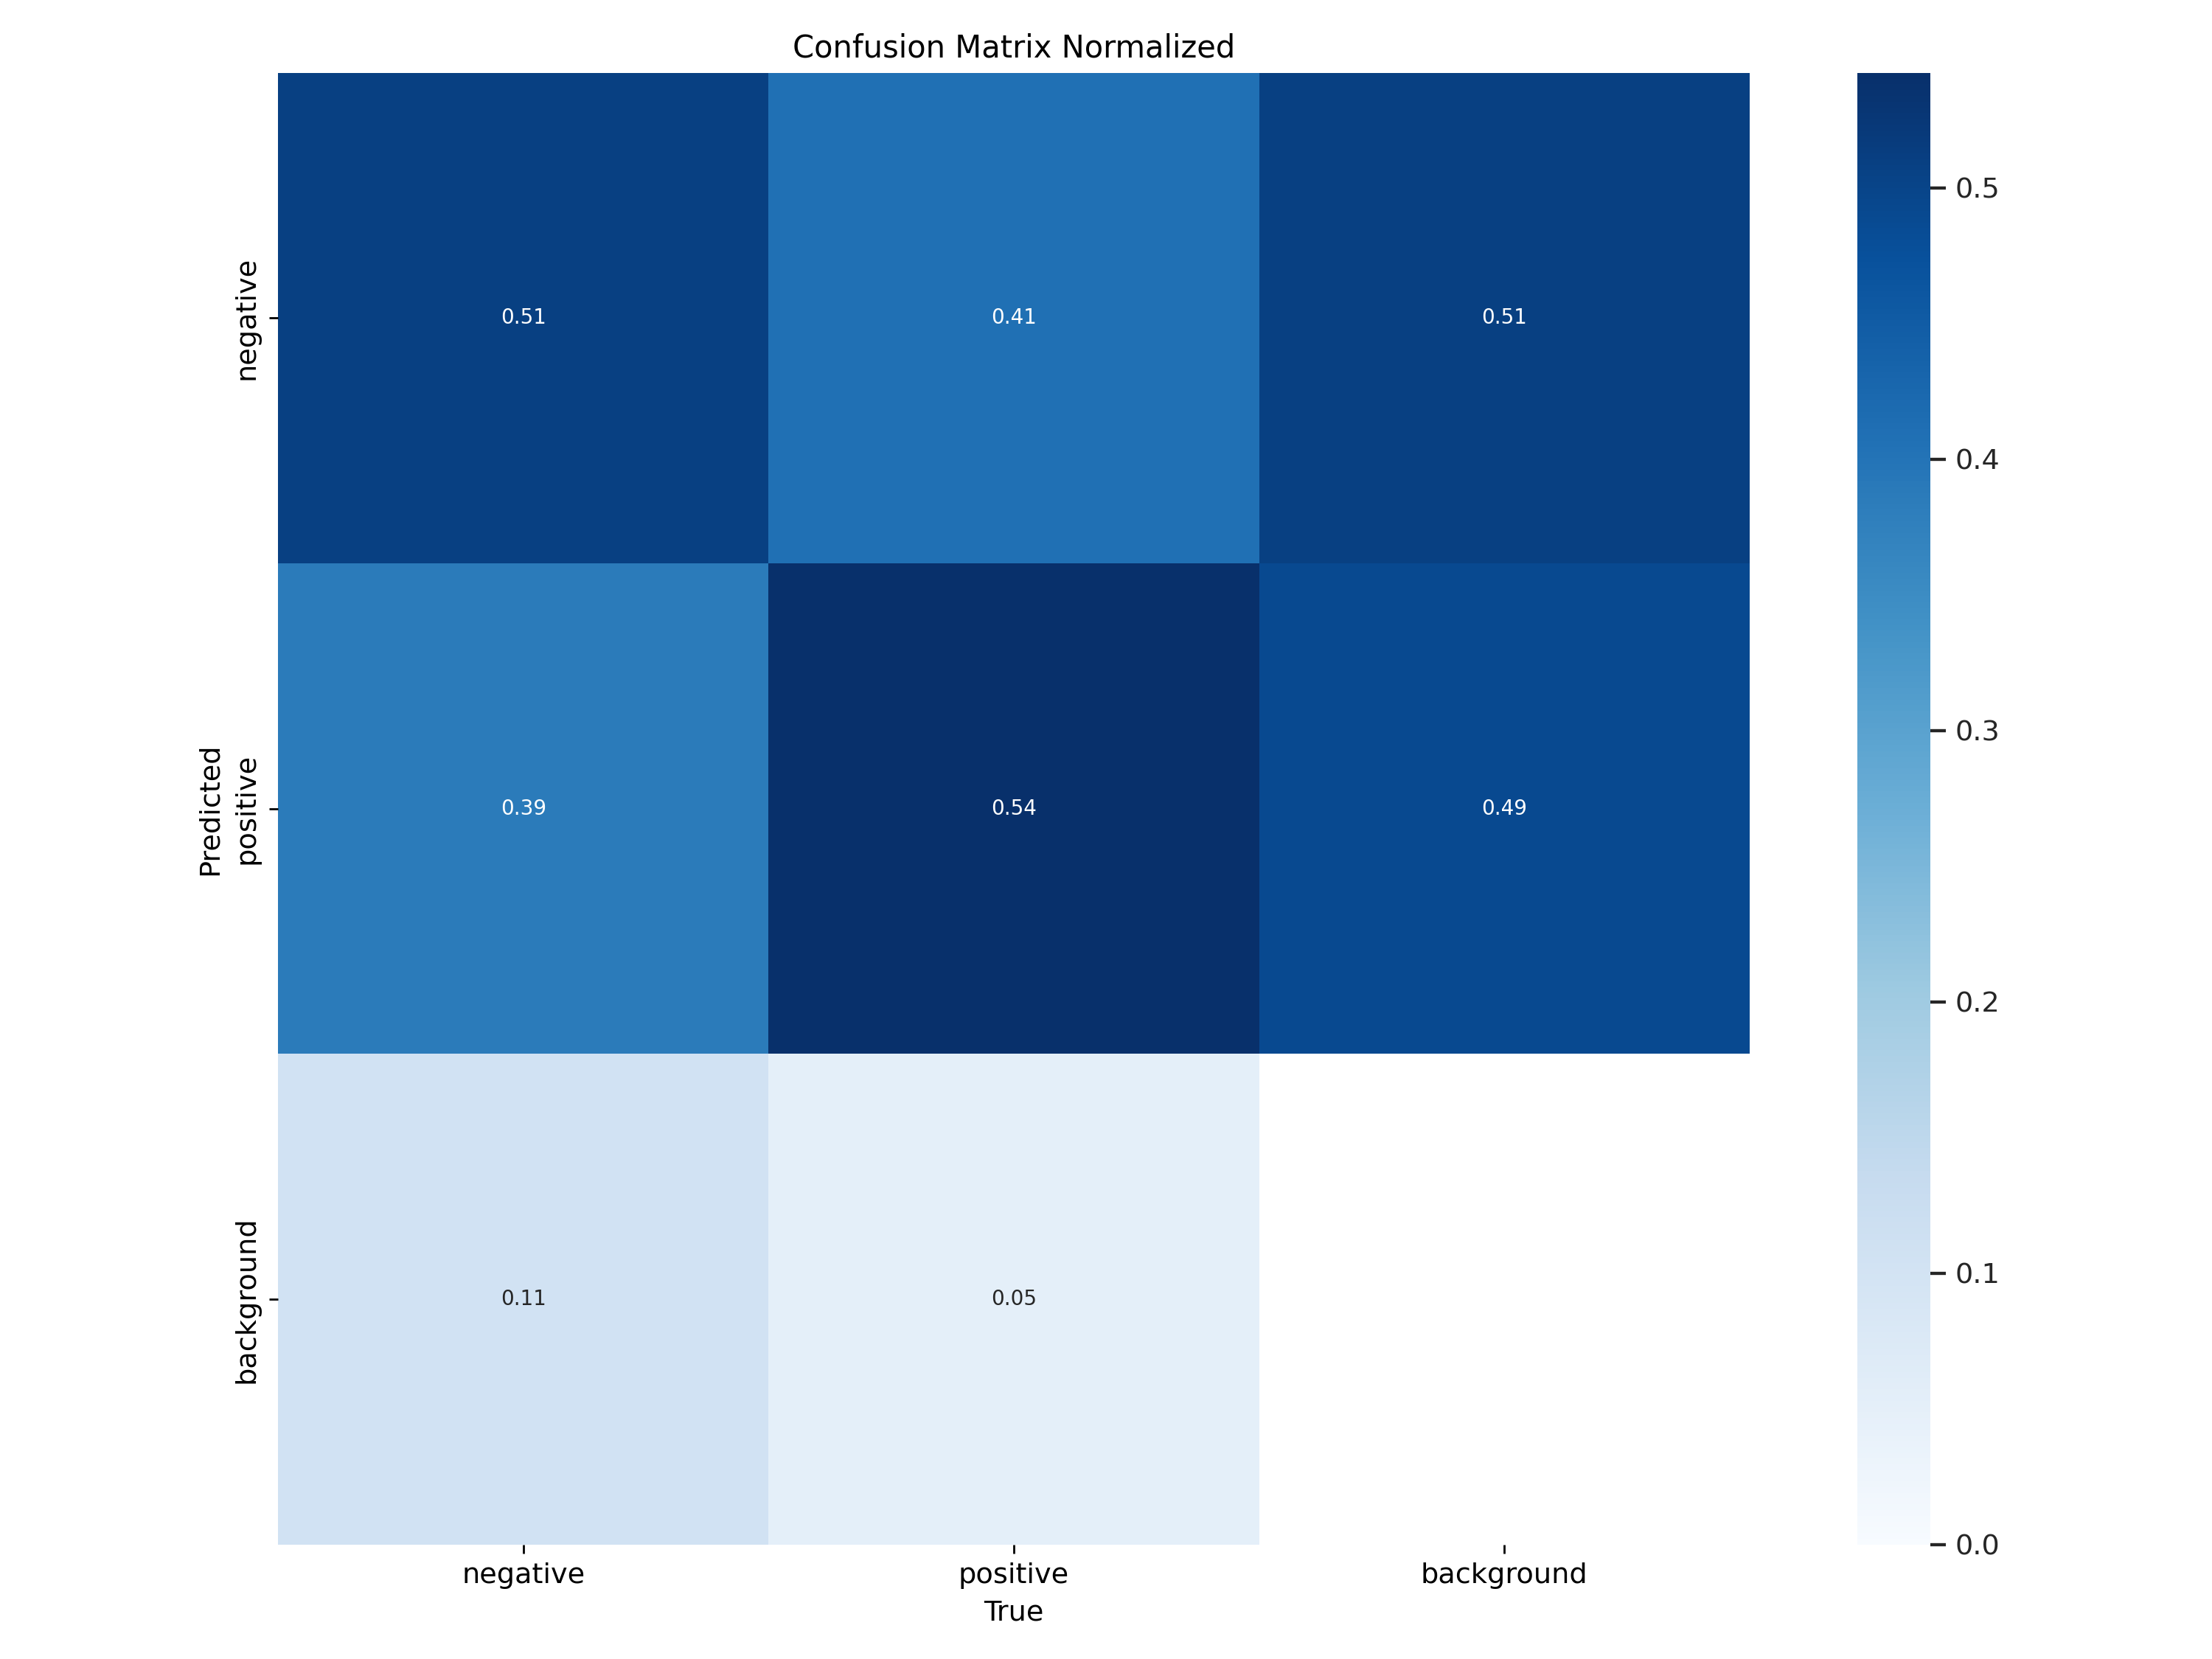 Confusion Matrix Normalized
negative
0.51
0.41
0.51
Predicted
positive
0.39
0.54
0.49
background
0.11
0.05
negative
positive
background
True
0.5
0.4
0.3
0.2
0.1
0.0